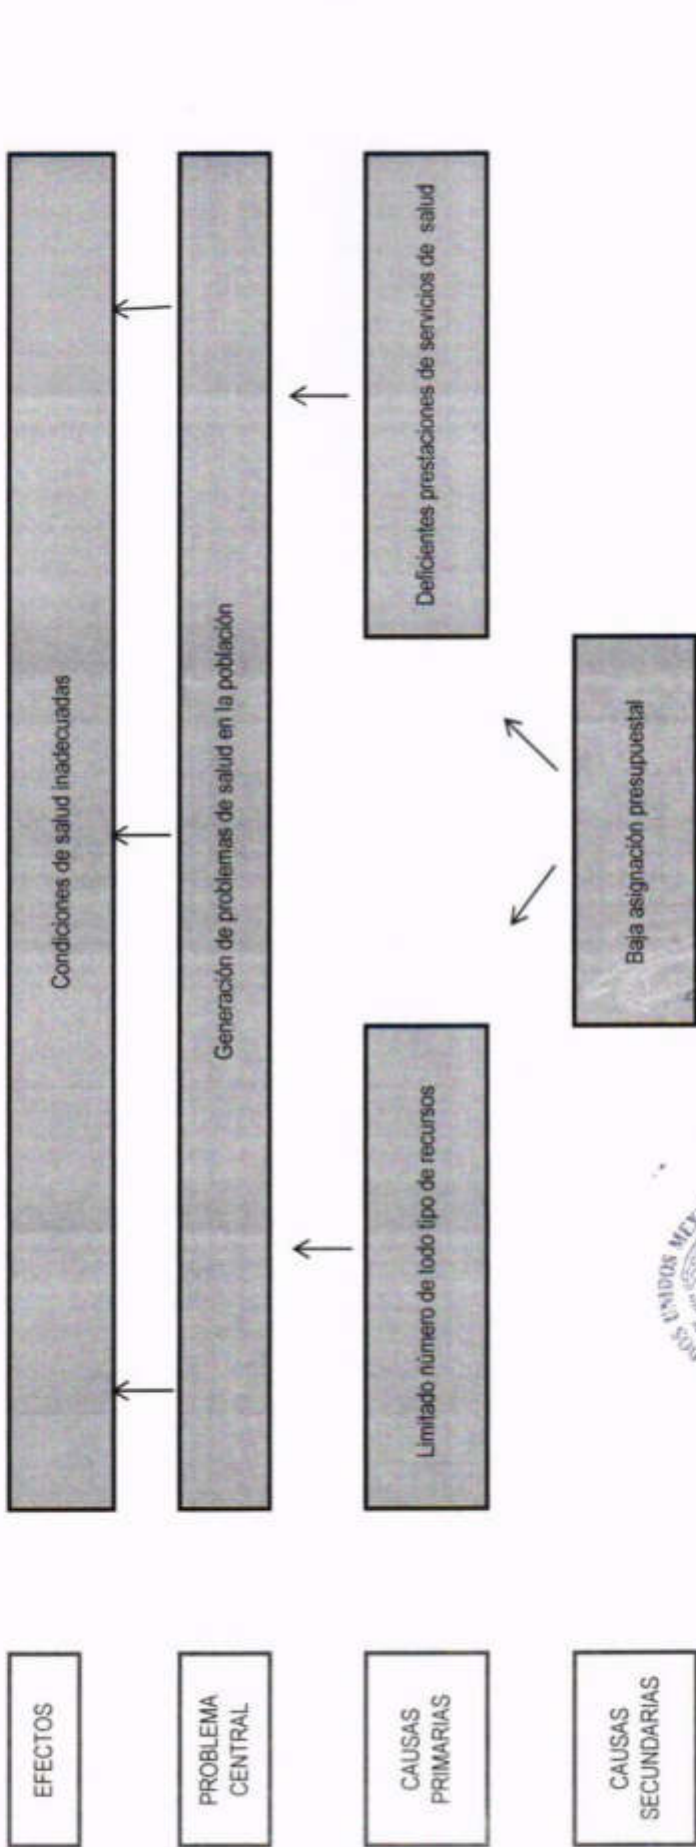 EFECTOS
Condiciones de salud inadecuadas
PROBLEMA
CENTRAL
Generación de problemas de salud en la población
CAUSAS
PRIMARIAS
Limitado número de todo tipo de recursos
Deficientes prestaciones de servicios de salud
CAUSAS
SECUNDARIAS
Baja asignación presupuestal
UNIDOS